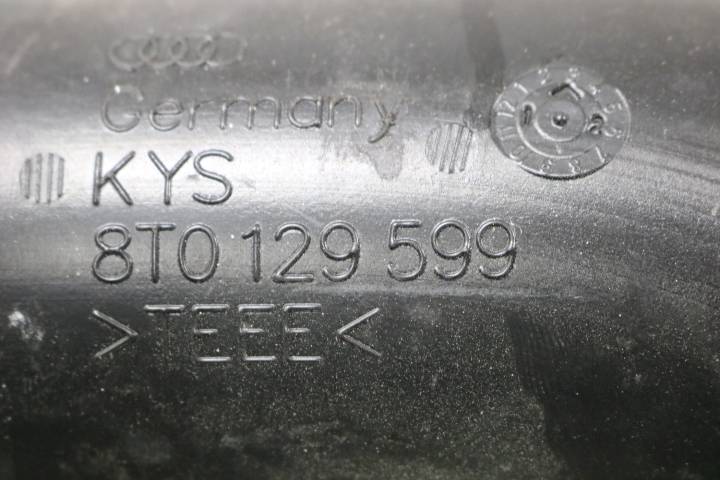 Germany
KYS
8T0 129 599
>TEEE<